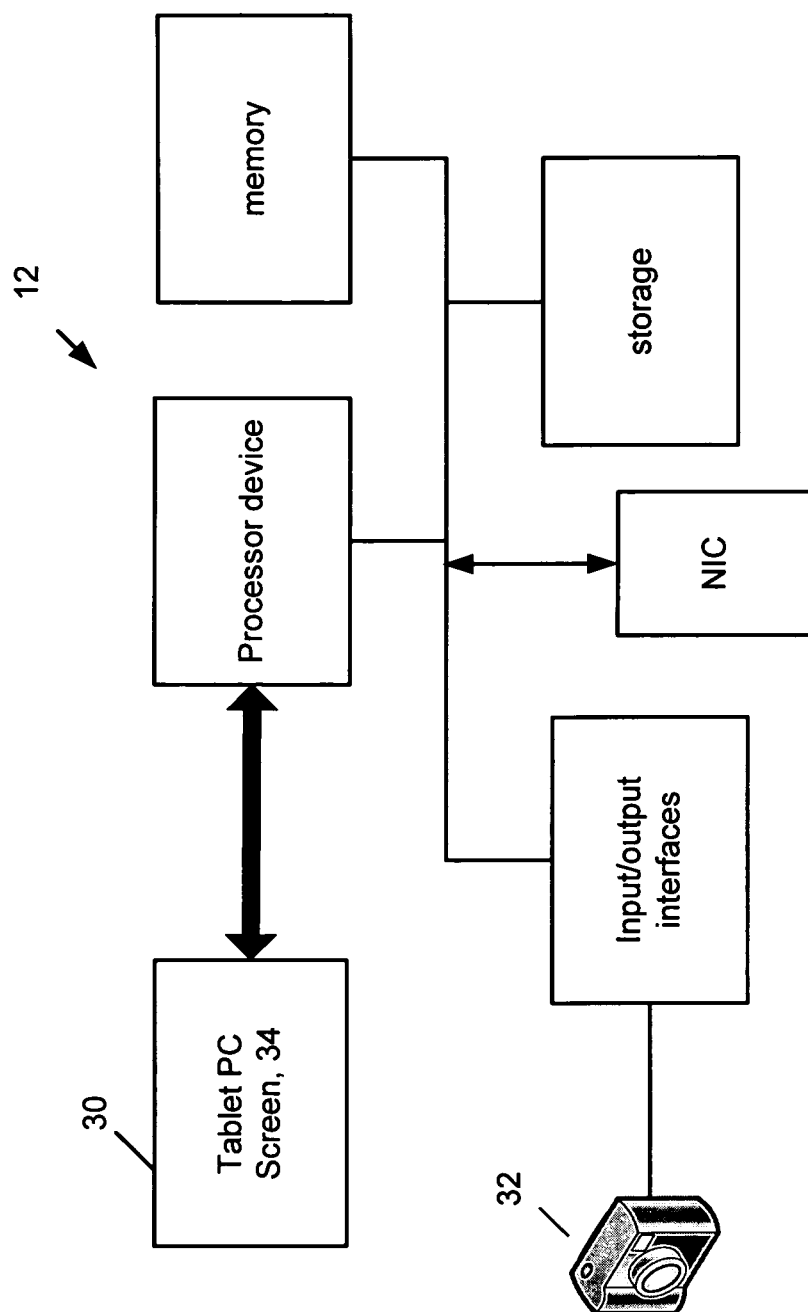 12
30
Tablet PC
Screen, 34
Processor device
memory
32
Input/output
interfaces
NIC
storage